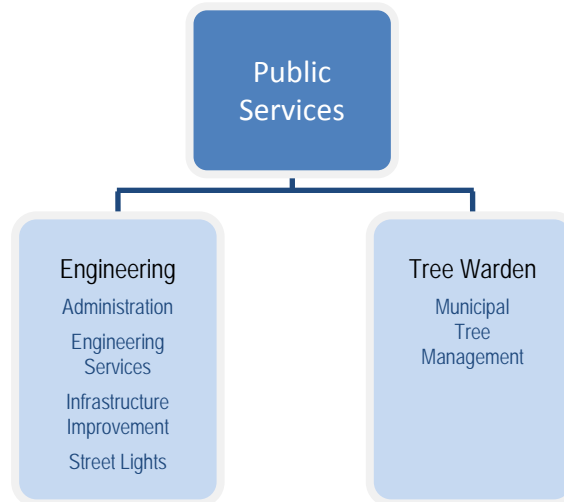 Public
Services
Engineering
Administration
Engineering
Services
Infrastructure
Improvement
Street Lights
Tree Warden
Municipal
Tree
Management